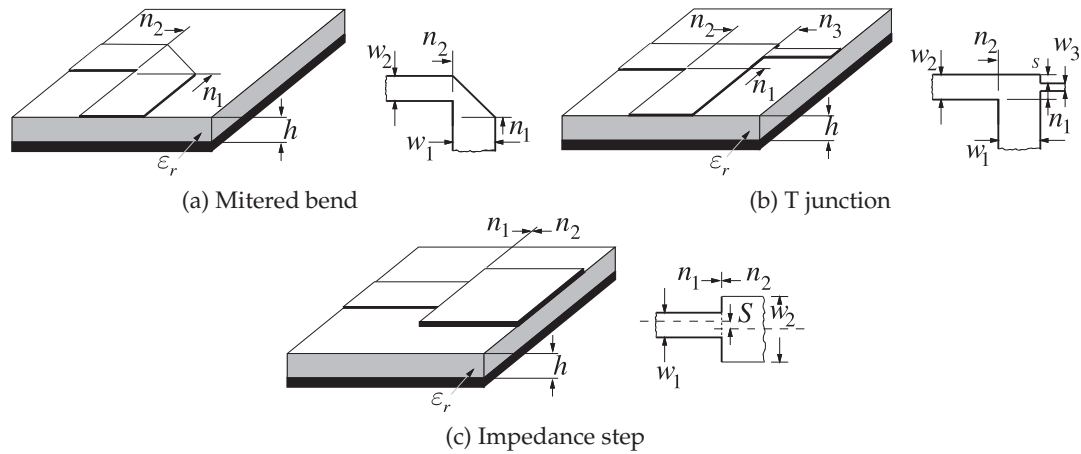 n₂
n₁
h
εᵣ
w₂
n₂
w₁
n₁
(a) Mitered bend
n₂
n₃
n₁
h
εᵣ
n₂
w₂
s
w₃
n₁
w₁
(b) T junction
n₁ n₂
h
εᵣ
n₁ n₂
S
w₂
w₁
(c) Impedance step